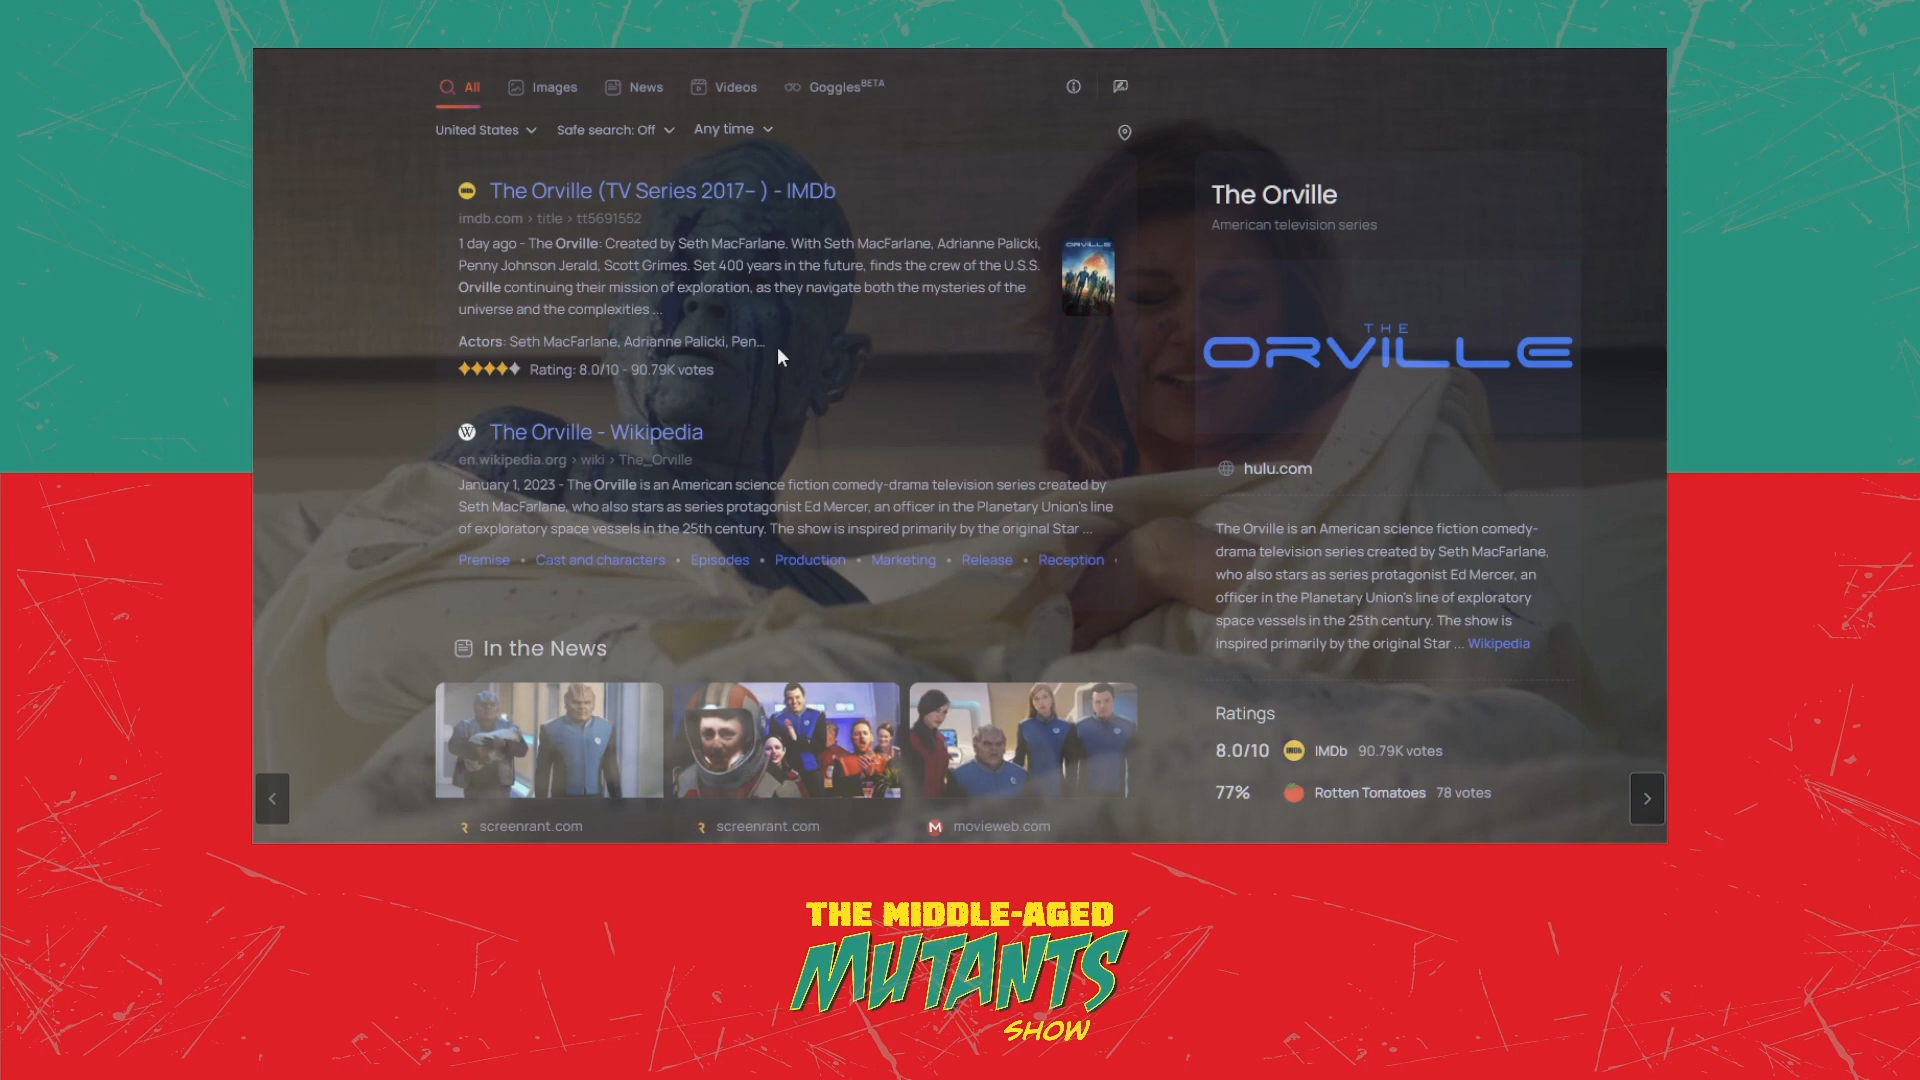 All
Images
News
Videos
Goggles BETA
United States
Safe search: Off
Any time
The Orville (TV Series 2017– ) - IMDb
imdb.com › title › tt5691552
1 day ago - The Orville: Created by Seth MacFarlane. With Seth MacFarlane, Adrianne Palicki,
Penny Johnson Jerald, Scott Grimes. Set 400 years in the future, finds the crew of the U.S.S.
Orville continuing their mission of exploration, as they navigate both the mysteries of the
universe and the complexities ...
Actors: Seth MacFarlane, Adrianne Palicki, Pen...
Rating: 8.0/10 - 90.79K votes
ORVILLE
The Orville - Wikipedia
en.wikipedia.org › wiki › The_Orville
January 1, 2023 - The Orville is an American science fiction comedy-drama television series created by
Seth MacFarlane, who also stars as series protagonist Ed Mercer, an officer in the Planetary Union's line
of exploratory space vessels in the 25th century. The show is inspired primarily by the original Star ...
Premise • Cast and characters • Episodes • Production • Marketing • Release • Reception •
In the News
screenrant.com
screenrant.com
movieweb.com
The Orville
American television series
THE
ORVILLE
hulu.com
The Orville is an American science fiction comedy-
drama television series created by Seth MacFarlane,
who also stars as series protagonist Ed Mercer, an
officer in the Planetary Union's line of exploratory
space vessels in the 25th century. The show is
inspired primarily by the original Star ... Wikipedia
Ratings
8.0/10 IMDb 90.79K votes
77% Rotten Tomatoes 78 votes
THE MIDDLE-AGED
MUTANTS
SHOW